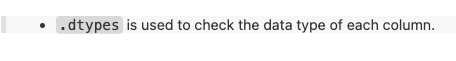 • .dtypes is used to check the data type of each column.